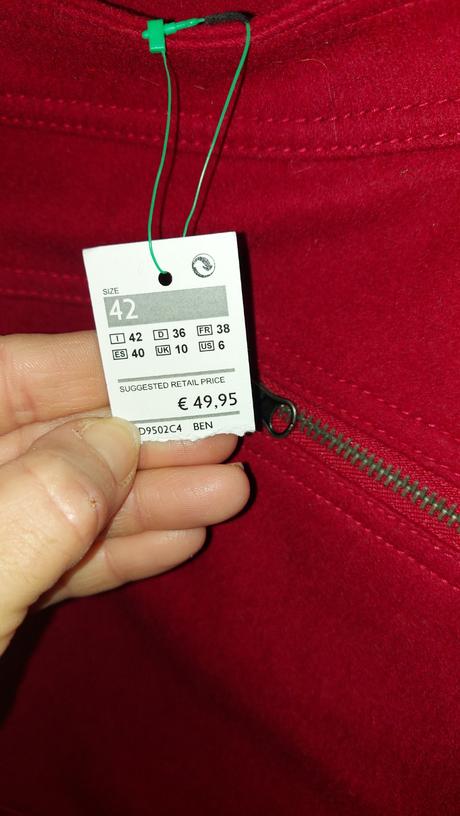 SIZE
42
I 42 D 36 FR 38
ES 40 UK 10 US 6
SUGGESTED RETAIL PRICE
€ 49,95
D9502C4 BEN